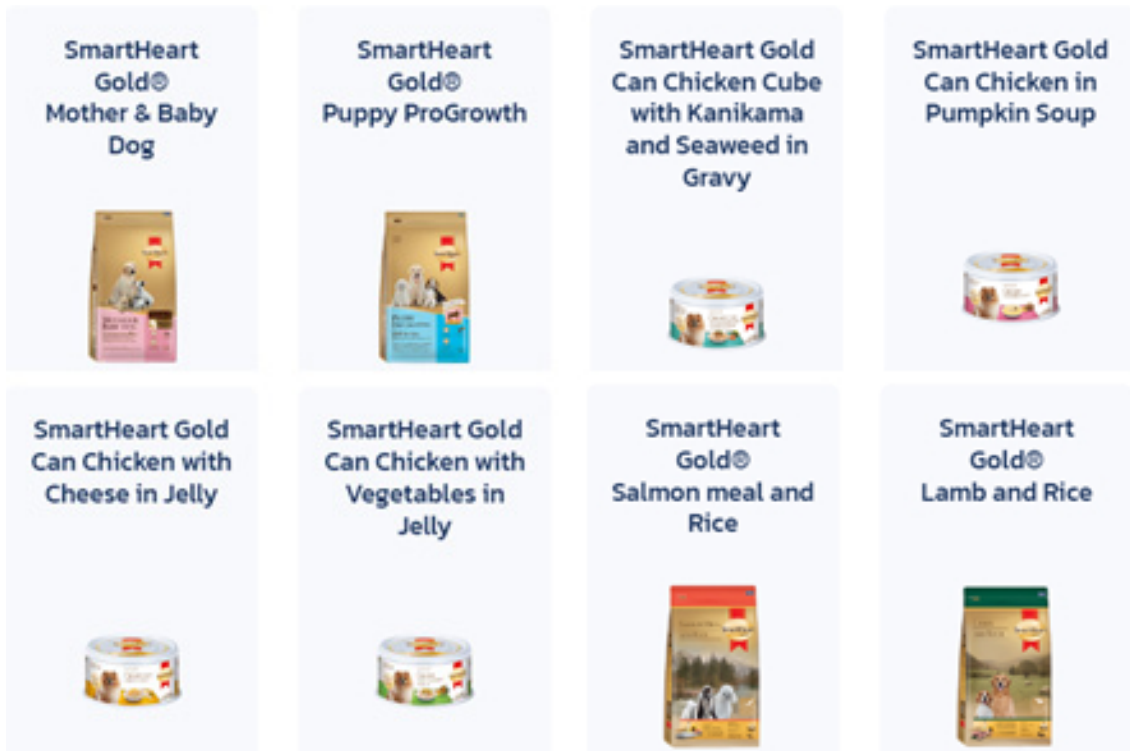 SmartHeart
Gold®
Mother & Baby
Dog
SmartHeart
Gold®
Puppy ProGrowth
SmartHeart Gold
Can Chicken Cube
with Kanikama
and Seaweed in
Gravy
SmartHeart Gold
Can Chicken in
Pumpkin Soup
SmartHeart Gold
Can Chicken with
Cheese in Jelly
SmartHeart Gold
Can Chicken with
Vegetables in
Jelly
SmartHeart
Gold®
Salmon meal and
Rice
SmartHeart
Gold®
Lamb and Rice